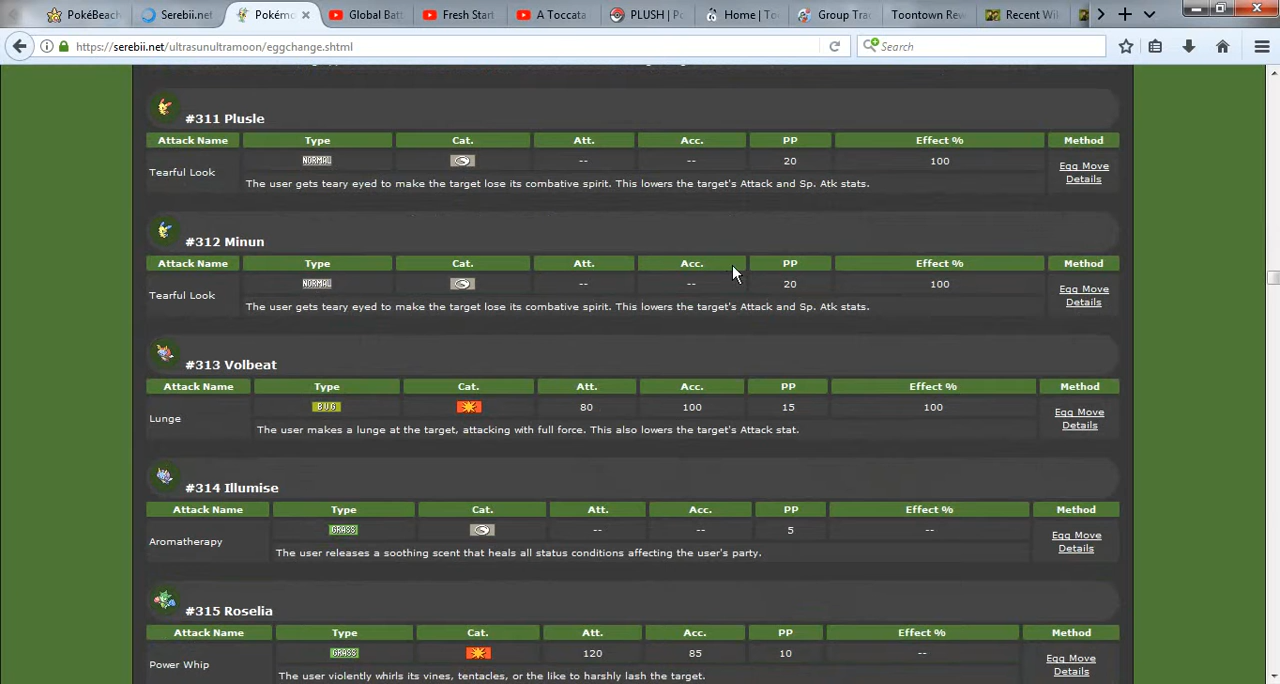 PokéBeach
Serebii.net
Pokémo
Global Bat
Fresh Start
A Toccata
PLUSH | Po
Home | To
Group Trac
Toontown Rew
Recent Wi
https://serebii.net/ultrasunultramoon/eggchange.shtml
Search
#311 Plusle
Attack Name Type Cat. Att. Acc. PP Effect % Method
Tearful Look NORMAL -- -- 20 100 Egg Move Details
The user gets teary eyed to make the target lose its combative spirit. This lowers the target's Attack and Sp. Atk stats.
#312 Minun
Attack Name Type Cat. Att. Acc. PP Effect % Method
Tearful Look NORMAL -- -- 20 100 Egg Move Details
The user gets teary eyed to make the target lose its combative spirit. This lowers the target's Attack and Sp. Atk stats.
#313 Volbeat
Attack Name Type Cat. Att. Acc. PP Effect % Method
Lunge BUG 80 100 15 100 Egg Move Details
The user makes a lunge at the target, attacking with full force. This also lowers the target's Attack stat.
#314 Illumise
Attack Name Type Cat. Att. Acc. PP Effect % Method
Aromatherapy GRASS -- -- 5 -- Egg Move Details
The user releases a soothing scent that heals all status conditions affecting the user's party.
#315 Roselia
Attack Name Type Cat. Att. Acc. PP Effect % Method
Power Whip GRASS 120 85 10 -- Egg Move Details
The user violently whirls its vines, tentacles, or the like to harshly lash the target.